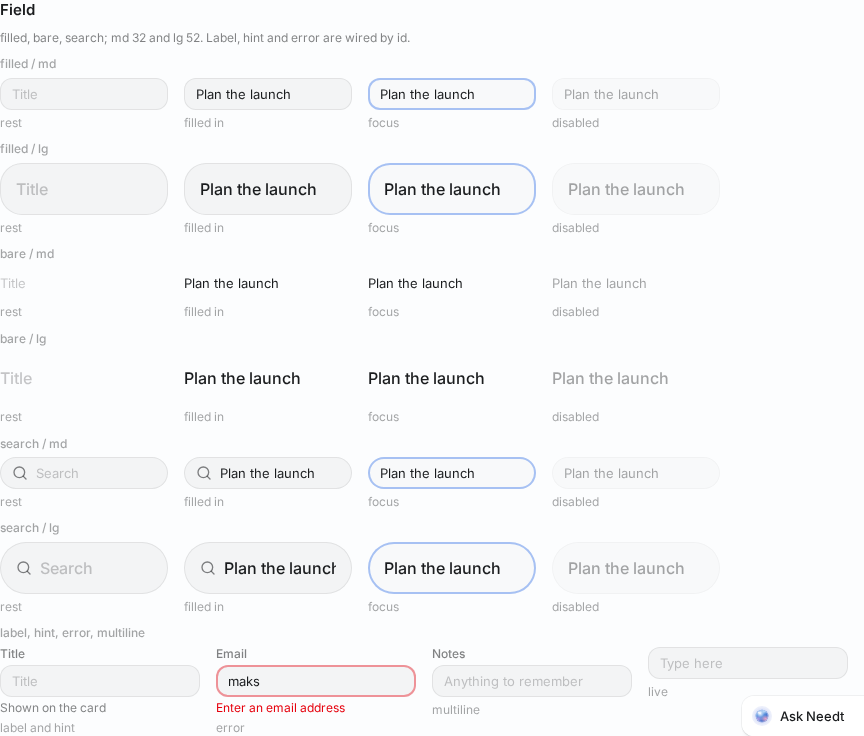 Field
filled, bare, search; md 32 and lg 52. Label, hint and error are wired by id.
filled / md
Title Plan the launch Plan the launch Plan the launch
rest filled in focus disabled
filled / lg
Title Plan the launch Plan the launch Plan the launch
rest filled in focus disabled
bare / md
Title Plan the launch Plan the launch Plan the launch
rest filled in focus disabled
bare / lg
Title Plan the launch Plan the launch Plan the launch
rest filled in focus disabled
search / md
Search Plan the launch Plan the launch Plan the launch
rest filled in focus disabled
search / lg
Search Plan the launch Plan the launch Plan the launch
rest filled in focus disabled
label, hint, error, multiline
Title Email Notes
Title maks Anything to remember Type here
Shown on the card Enter an email address multiline live
label and hint error
Ask Needt